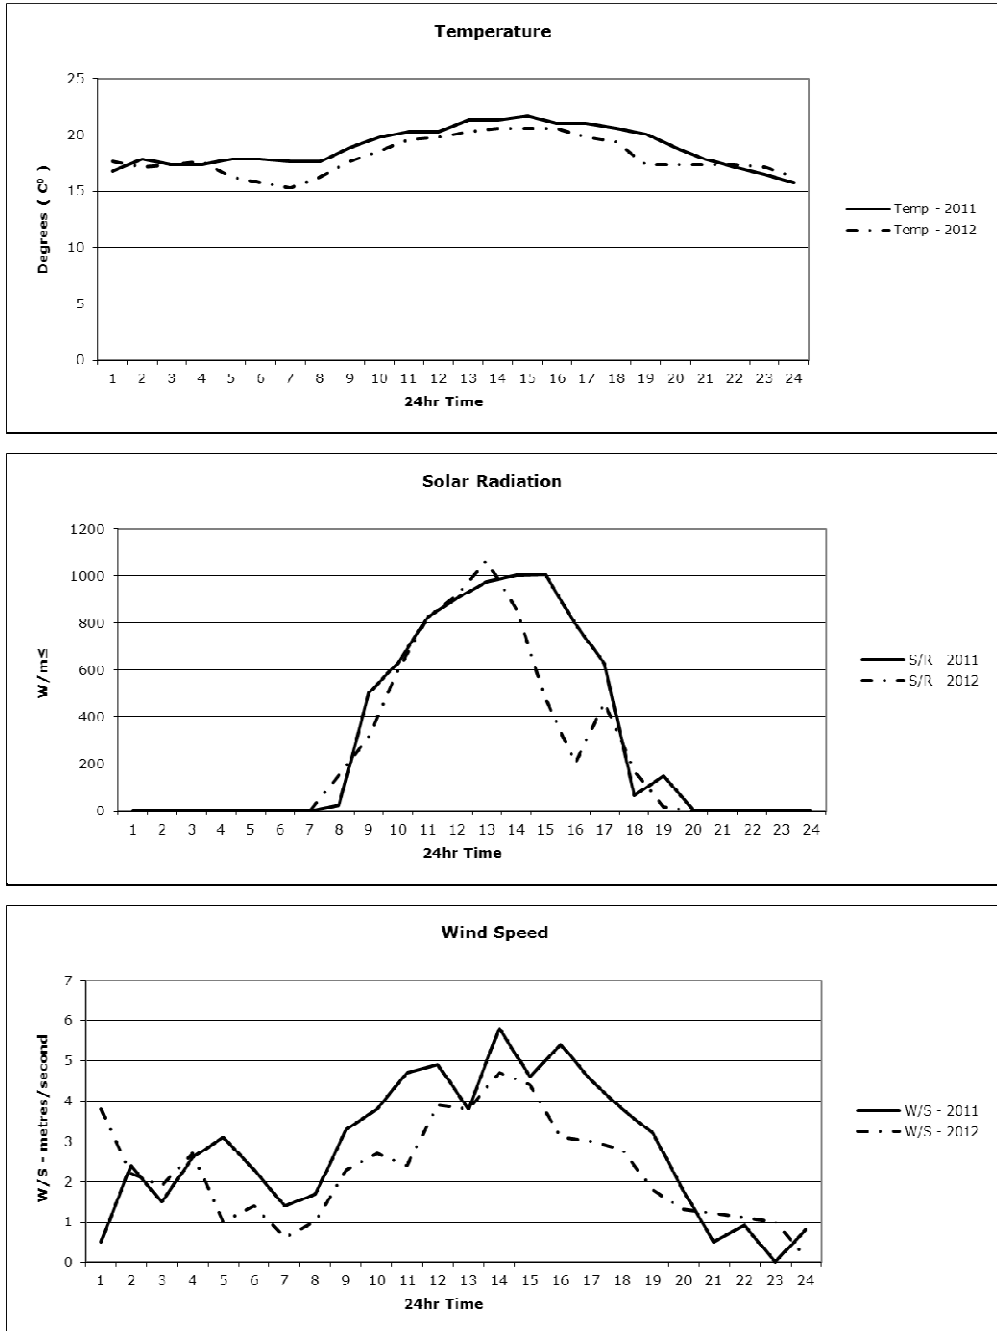 Temperature
25
20
15
10
5
0
Degrees ( C⁰ )
1 2 3 4 5 6 7 8 9 10 11 12 13 14 15 16 17 18 19 20 21 22 23 24
24hr Time
Temp - 2011
Temp - 2012
Solar Radiation
1200
1000
800
600
400
200
0
W/m≤
1 2 3 4 5 6 7 8 9 10 11 12 13 14 15 16 17 18 19 20 21 22 23 24
24hr Time
S/R - 2011
S/R - 2012
Wind Speed
7
6
5
4
3
2
1
0
W/S - metres/second
1 2 3 4 5 6 7 8 9 10 11 12 13 14 15 16 17 18 19 20 21 22 23 24
24hr Time
W/S - 2011
W/S - 2012